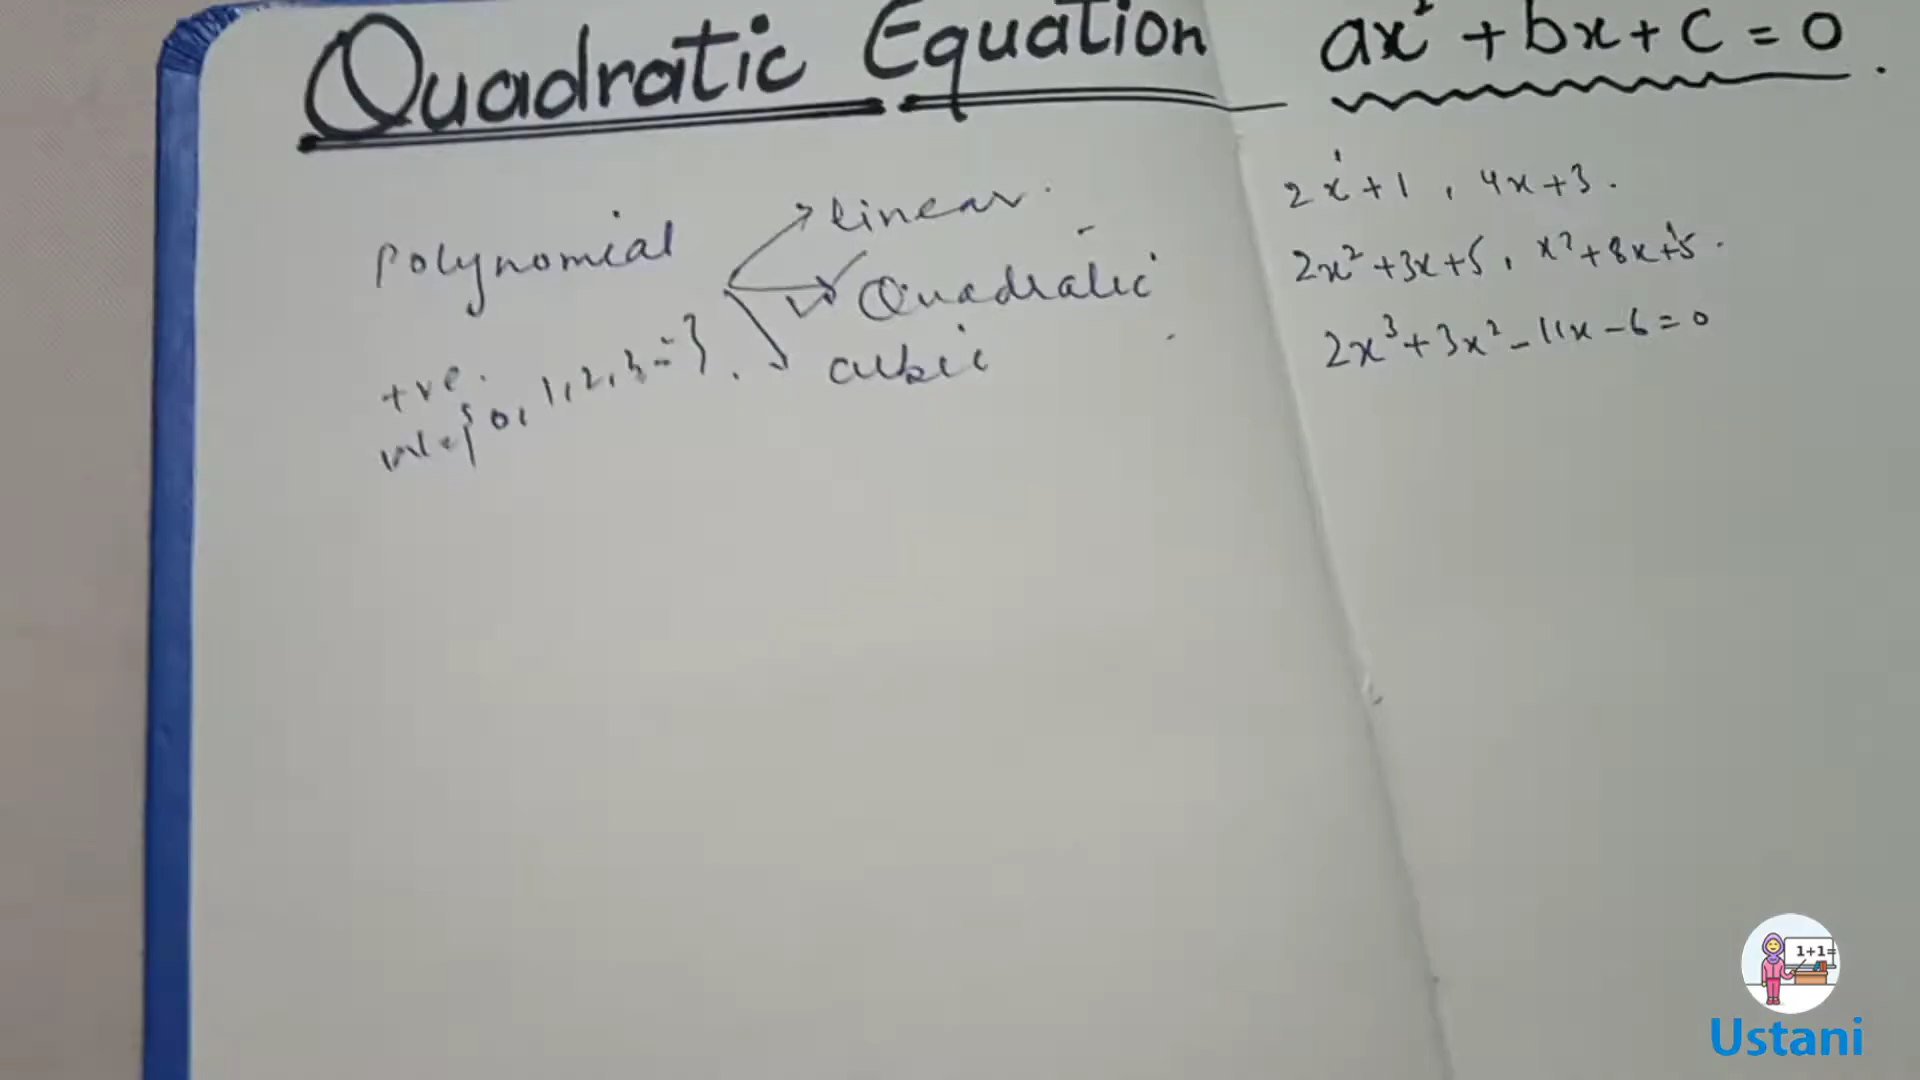 Quadratic Equation
ax² + bx + c = 0.
Polynomial
linear.
Quadratic
cubic
+ve.
{0, 1, 2, 3 = }.
2x¹+1, 4x+3.
2x²+3x+5, x²+8x+5.
2x³+3x²-11x-6=0
1+1=
Ustani